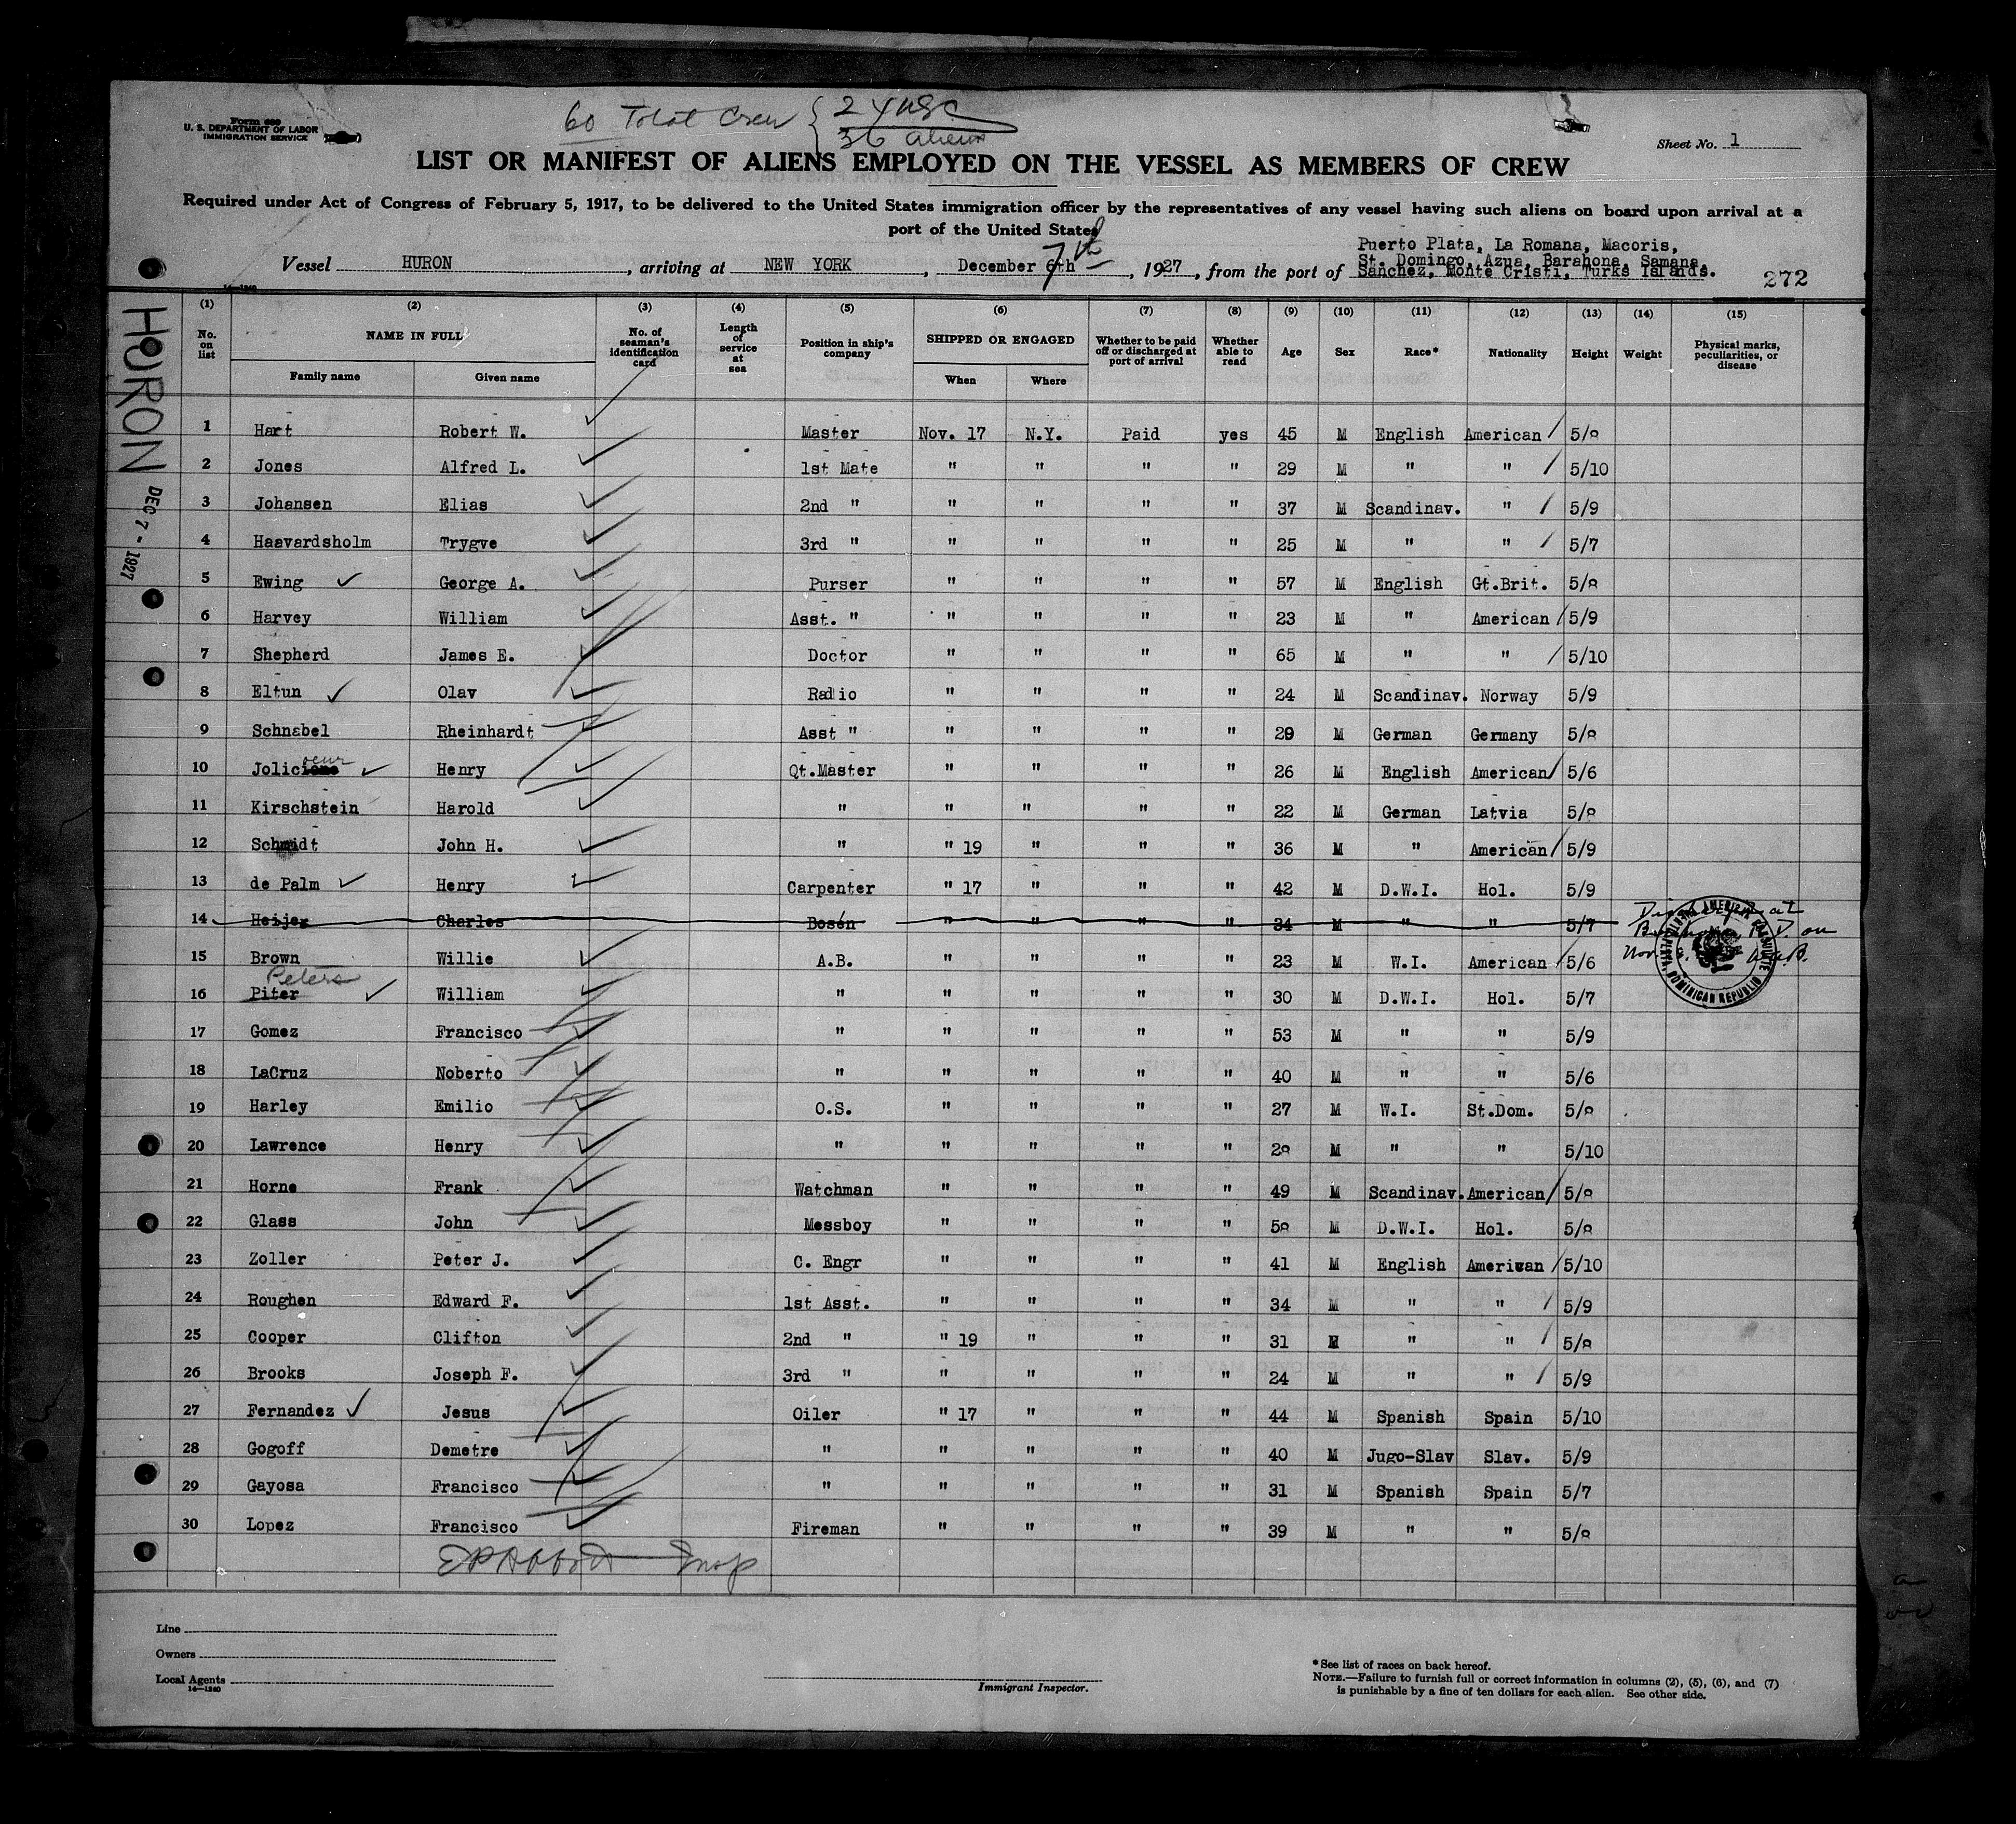 60 Total Crew { 24 USC
36 aliens
Form 689
U. S. DEPARTMENT OF LABOR
IMMIGRATION SERVICE
Sheet No. 1
LIST OR MANIFEST OF ALIENS EMPLOYED ON THE VESSEL AS MEMBERS OF CREW
Required under Act of Congress of February 5, 1917, to be delivered to the United States immigration officer by the representatives of any vessel having such aliens on board upon arrival at a
port of the United States
Puerto Plata, La Romana, Macoris,
St. Domingo, Azua, Barahona, Samana,
Vessel HURON, arriving at NEW YORK, December 6th 7th, 1927, from the port of Sanchez, Monte Cristi, Turks Islands.
272
HURON
DEC 7 - 1927
(1) (2) (3) (4) (5) (6) (7) (8) (9) (10) (11) (12) (13) (14) (15)
No. on list NAME IN FULL No. of seaman's identification card Length of service at sea Position in ship's company SHIPPED OR ENGAGED Whether to be paid off or discharged at port of arrival Whether able to read Age Sex Race* Nationality Height Weight Physical marks, peculiarities, or disease
Family name Given name When Where
1 Hart Robert W. Master Nov. 17 N.Y. Paid yes 45 M English American 5/8
2 Jones Alfred L. 1st Mate " " " " 29 M " " 5/10
3 Johansen Elias 2nd " " " " " 37 M Scandinav. " 5/9
4 Haavardsholm Trygve 3rd " " " " " 25 M " " 5/7
5 Ewing George A. Purser " " " " 57 M English Gt.Brit. 5/8
6 Harvey William Asst. " " " " " 23 M " American 5/9
7 Shepherd James E. Doctor " " " " 65 M " " 5/10
8 Eltun Olav Radio " " " " 24 M Scandinav. Norway 5/9
9 Schnabel Rheinhardt Asst " " " " " 29 M German Germany 5/8
10 Jolicoeur Henry Qt.Master " " " " 26 M English American 5/6
11 Kirschstein Harold " " " " " 22 M German Latvia 5/8
12 Schmidt John H. " " 19 " " " 36 M " American 5/9
13 de Palm Henry Carpenter " 17 " " " 42 M D.W.I. Hol. 5/9
14 Heijer Charles Bosén " " " " 34 M " " 5/7
15 Brown Willie A.B. " " " " 23 M W.I. American 5/6
Peters
16 Piter William " " " " " 30 M D.W.I. Hol. 5/7
17 Gomez Francisco " " " " " 53 M " " 5/9
18 LaCruz Noberto " " " " " 40 M " " 5/6
19 Harley Emilio O.S. " " " " 27 M W.I. St.Dom. 5/8
20 Lawrence Henry " " " " " 28 M " " 5/10
21 Horne Frank Watchman " " " " 49 M Scandinav. American 5/8
22 Glass John Messboy " " " " 58 M D.W.I. Hol. 5/8
23 Zoller Peter J. C. Engr " " " " 41 M English American 5/10
24 Roughen Edward F. 1st Asst. " " " " 34 M " " 5/9
25 Cooper Clifton 2nd " " 19 " " " 31 M " " 5/8
26 Brooks Joseph F. 3rd " " " " " 24 M " " 5/9
27 Fernandez Jesus Oiler " 17 " " " 44 M Spanish Spain 5/10
28 Gogoff Demetre " " " " " 40 M Jugo-Slav Slav. 5/9
29 Gayosa Francisco " " " " " 31 M Spanish Spain 5/7
30 Lopez Francisco Fireman " " " " 39 M " " 5/8
at
on
Nov.
AMERICAN CONSULATE
DOMINICAN REPUBLIC
Insp
Line
Owners
Local Agents
14—1240
Immigrant Inspector.
*See list of races on back hereof.
NOTE.—Failure to furnish full or correct information in columns (2), (5), (6), and (7)
is punishable by a fine of ten dollars for each alien. See other side.